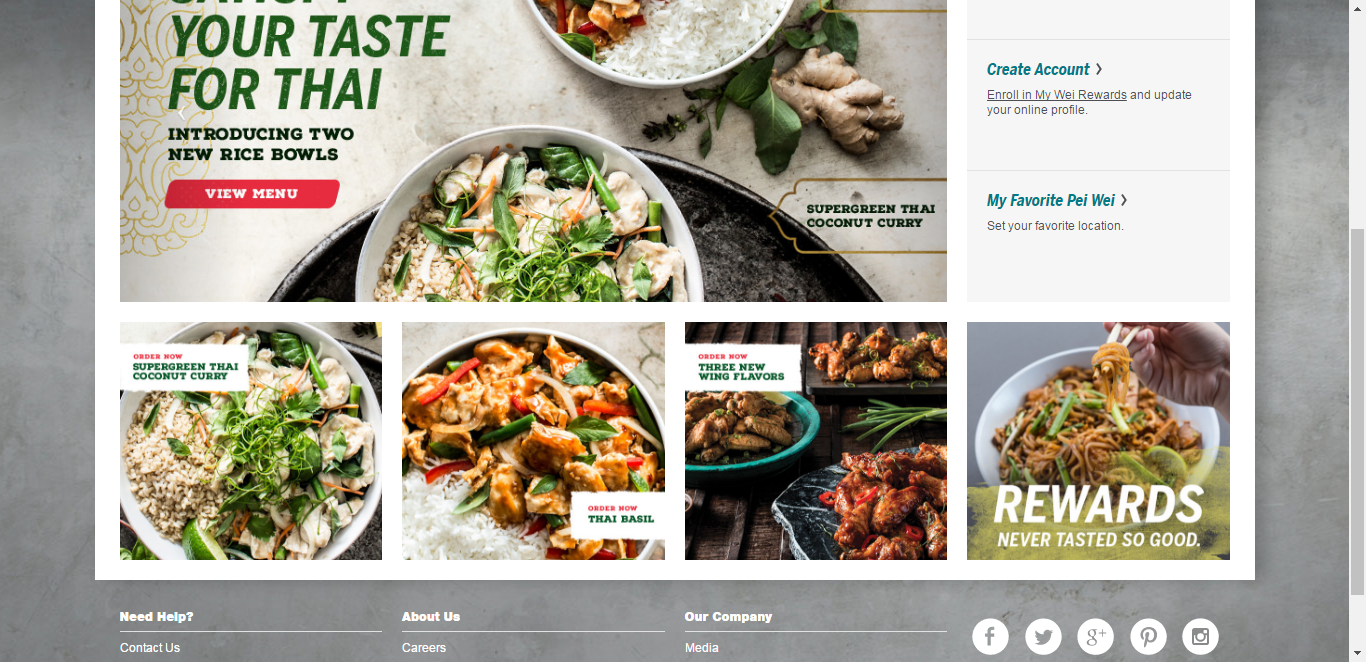 YOUR TASTE
FOR THAI
INTRODUCING TWO
NEW RICE BOWLS
VIEW MENU
SUPERGREEN THAI
COCONUT CURRY
Create Account
Enroll in My Wei Rewards and update
your online profile.
My Favorite Pei Wei
Set your favorite location.
ORDER NOW
SUPERGREEN THAI
COCONUT CURRY
ORDER NOW
THAI BASIL
ORDER NOW
THREE NEW
WING FLAVORS
REWARDS
NEVER TASTED SO GOOD.
Need Help?
Contact Us
About Us
Careers
Our Company
Media